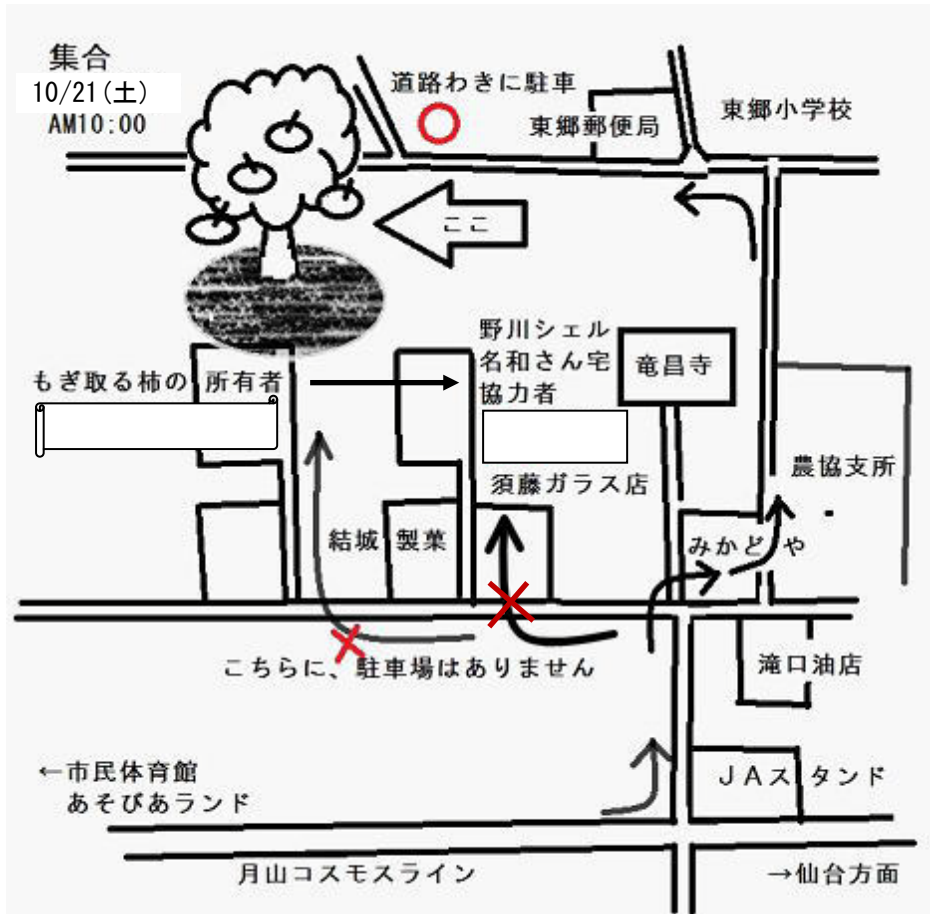 集合
10/21(土)
AM10:00
道路わきに駐車
東郷郵便局
東郷小学校
ここ
野川シェル
名和さん宅
協力者
竜昌寺
もぎ取る柿の所有者
農協支所
須藤ガラス店
結城製菓
みかどや
こちらに、駐車場はありません
滝口油店
←市民体育館
あそびあランド
JAスタンド
月山コスモスライン
→仙台方面